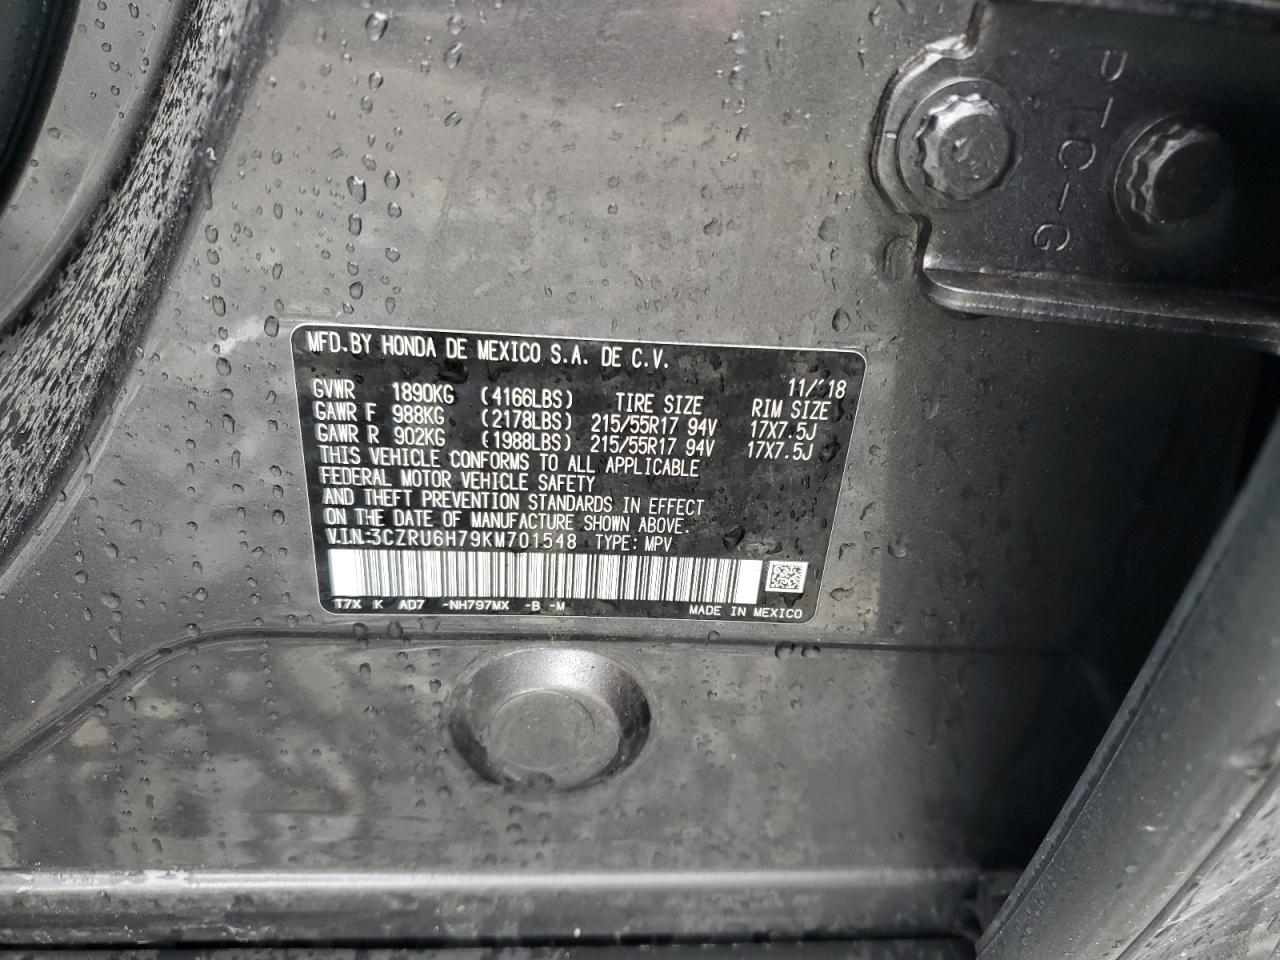 PTC-G
MFD.BY HONDA DE MEXICO S.A. DE C.V.
11/'18
GVWR 1890KG (4166LBS) TIRE SIZE RIM SIZE
GAWR F 988KG (2178LBS) 215/55R17 94V 17X7.5J
GAWR R 902KG (1988LBS) 215/55R17 94V 17X7.5J
THIS VEHICLE CONFORMS TO ALL APPLICABLE
FEDERAL MOTOR VEHICLE SAFETY
AND THEFT PREVENTION STANDARDS IN EFFECT
ON THE DATE OF MANUFACTURE SHOWN ABOVE.
V.I.N.:3CZRU6H79KM701548 TYPE: MPV
T7X K AD7 -NH797MX -B -M MADE IN MEXICO